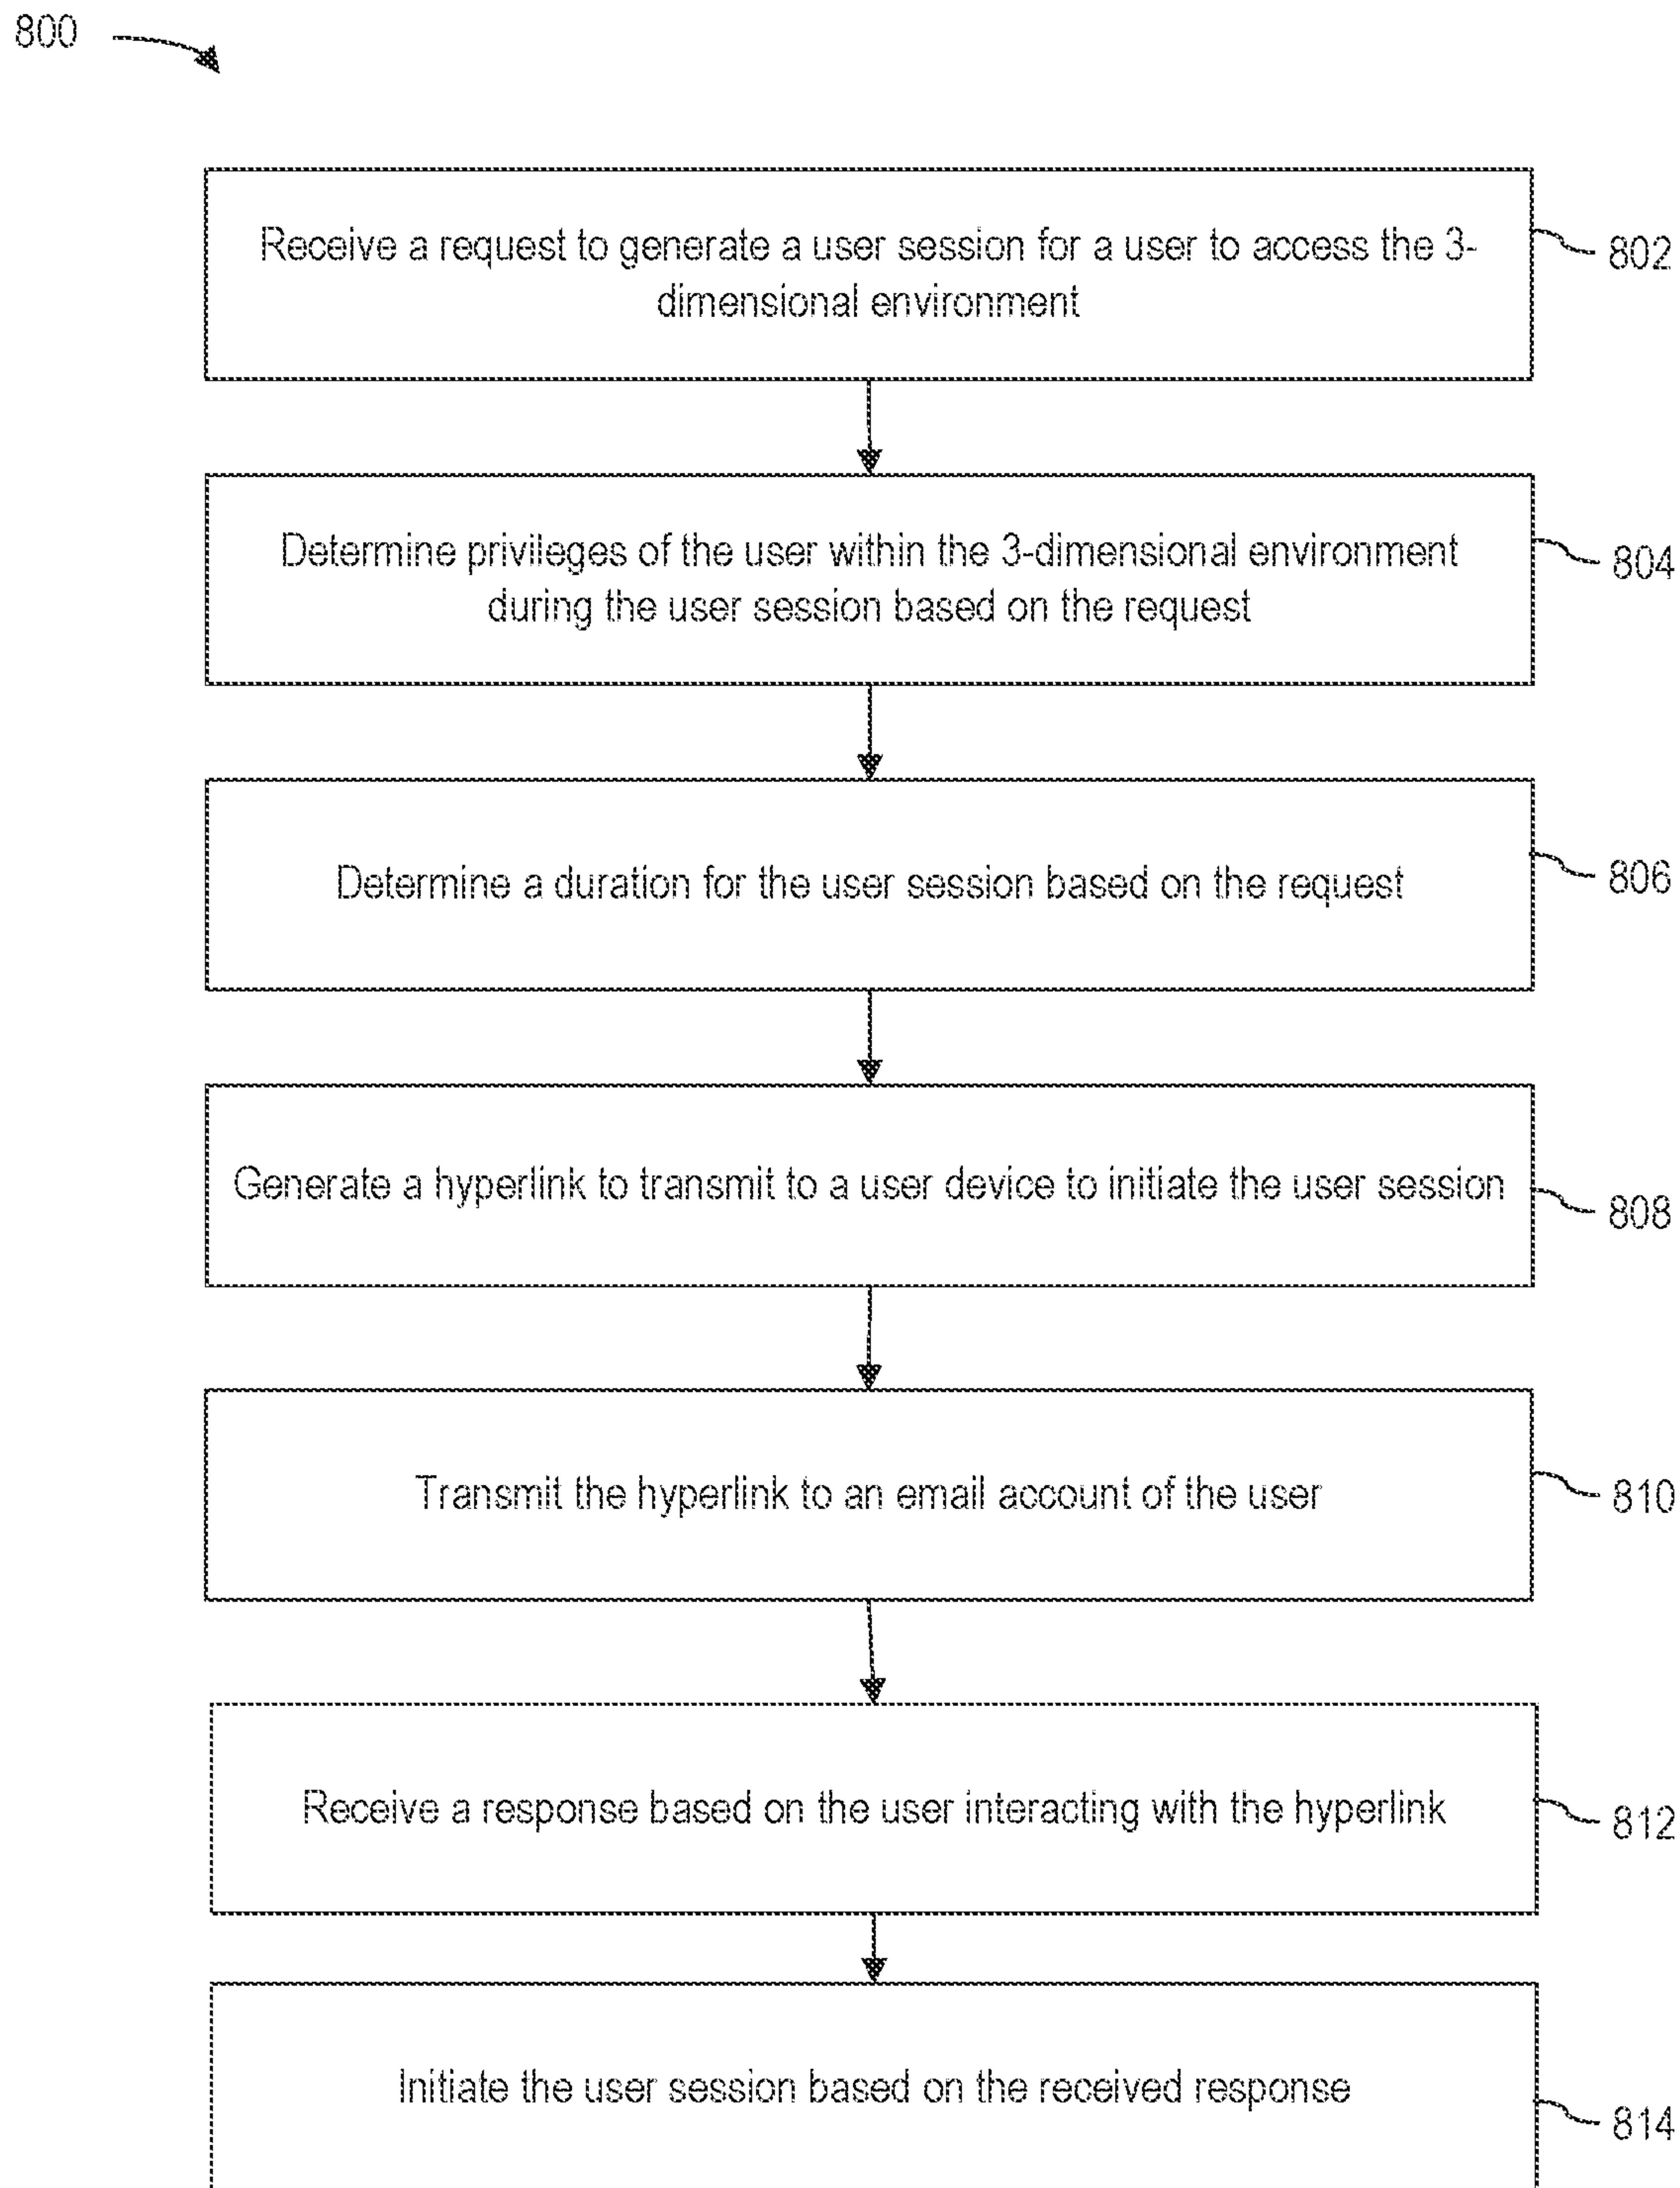 800
Receive a request to generate a user session for a user to access the 3-
dimensional environment
802
Determine privileges of the user within the 3-dimensional environment
during the user session based on the request
804
Determine a duration for the user session based on the request
806
Generate a hyperlink to transmit to a user device to initiate the user session
808
Transmit the hyperlink to an email account of the user
810
Receive a response based on the user interacting with the hyperlink
812
Initiate the user session based on the received response
814